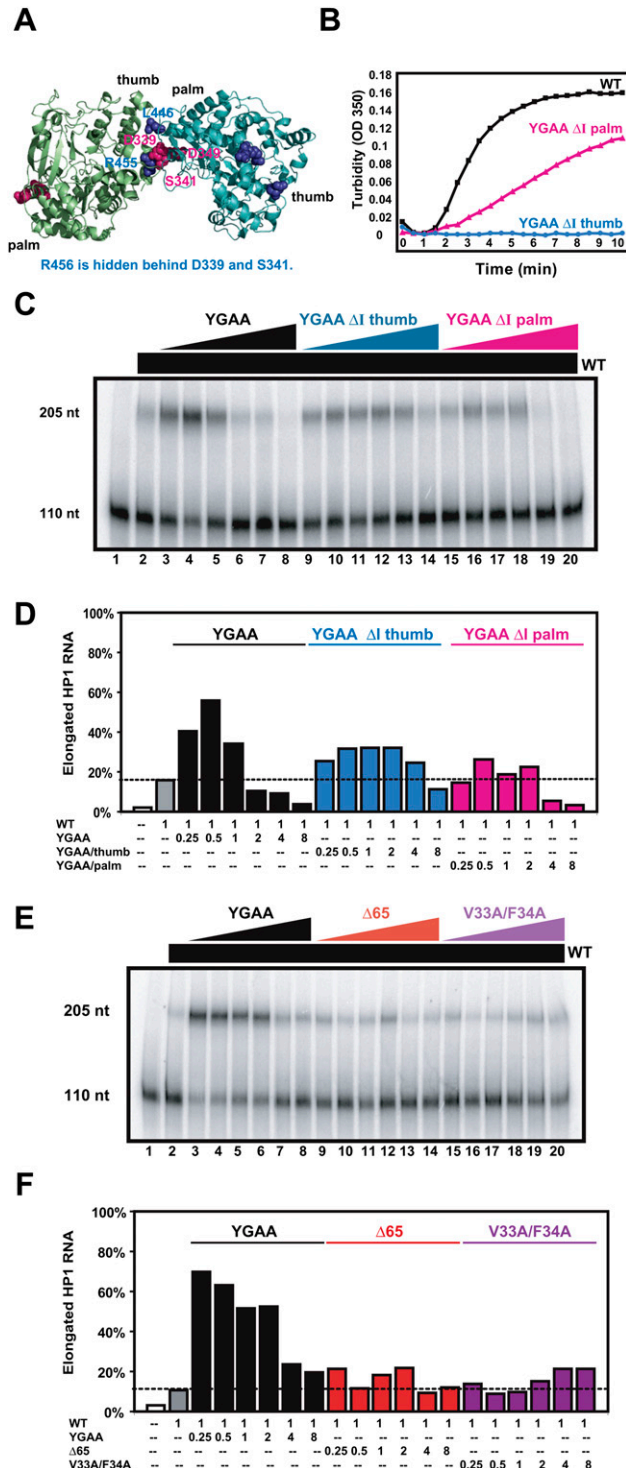 A
thumb
palm
L446
D339
D349
R455
S341
thumb
palm
R456 is hidden behind D339 and S341.
B
Turbidity (OD 350)
0.18
0.16
0.14
0.12
0.10
0.08
0.06
0.04
0.02
0
WT
YGAA ΔI palm
YGAA ΔI thumb
0 1 2 3 4 5 6 7 8 9 10
Time (min)
C
YGAA YGAA ΔI thumb YGAA ΔI palm
WT
205 nt
110 nt
1 2 3 4 5 6 7 8 9 10 11 12 13 14 15 16 17 18 19 20
D
Elongated HP1 RNA
100%
80%
60%
40%
20%
0%
YGAA YGAA ΔI thumb YGAA ΔI palm
WT -- 1 1 1 1 1 1 1 1 1 1 1 1 1 1 1 1 1 1 1
YGAA -- -- 0.25 0.5 1 2 4 8 -- -- -- -- -- -- -- -- -- -- -- --
YGAA/thumb -- -- -- -- -- -- -- -- 0.25 0.5 1 2 4 8 -- -- -- -- -- --
YGAA/palm -- -- -- -- -- -- -- -- -- -- -- -- -- -- 0.25 0.5 1 2 4 8
E
YGAA Δ65 V33A/F34A
WT
205 nt
110 nt
1 2 3 4 5 6 7 8 9 10 11 12 13 14 15 16 17 18 19 20
F
Elongated HP1 RNA
100%
80%
60%
40%
20%
0%
YGAA Δ65 V33A/F34A
WT -- 1 1 1 1 1 1 1 1 1 1 1 1 1 1 1 1 1 1 1
YGAA -- -- 0.25 0.5 1 2 4 8 -- -- -- -- -- -- -- -- -- -- -- --
Δ65 -- -- -- -- -- -- -- -- 0.25 0.5 1 2 4 8 -- -- -- -- -- --
V33A/F34A -- -- -- -- -- -- -- -- -- -- -- -- -- -- 0.25 0.5 1 2 4 8